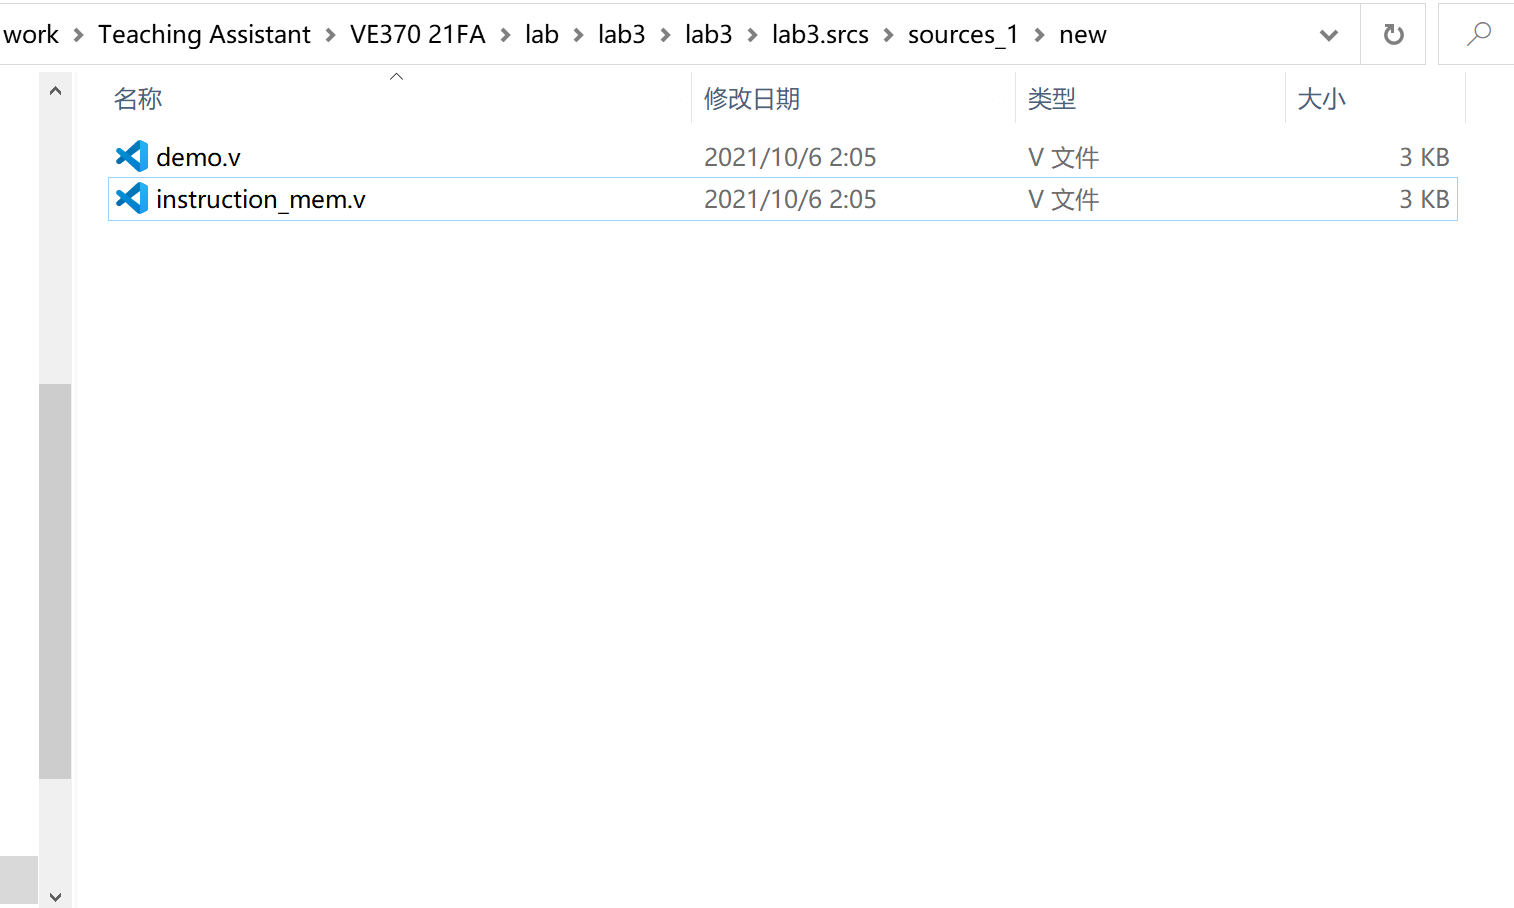 work > Teaching Assistant > VE370 21FA > lab > lab3 > lab3 > lab3.srcs > sources_1 > new
名称 修改日期 类型 大小
demo.v 2021/10/6 2:05 V 文件 3 KB
instruction_mem.v 2021/10/6 2:05 V 文件 3 KB